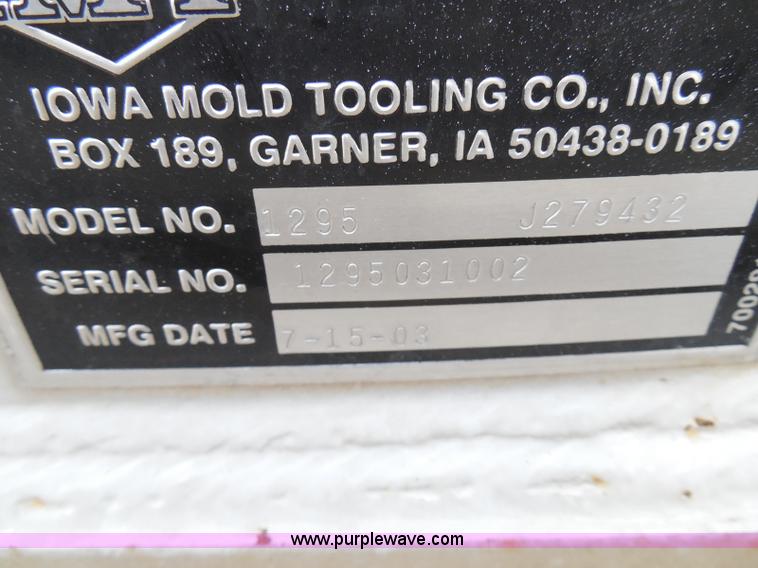 IOWA MOLD TOOLING CO., INC.
BOX 189, GARNER, IA 50438-0189
MODEL NO. 1295 J279432
SERIAL NO. 1295031002
MFG DATE 7-15-03
www.purplewave.com